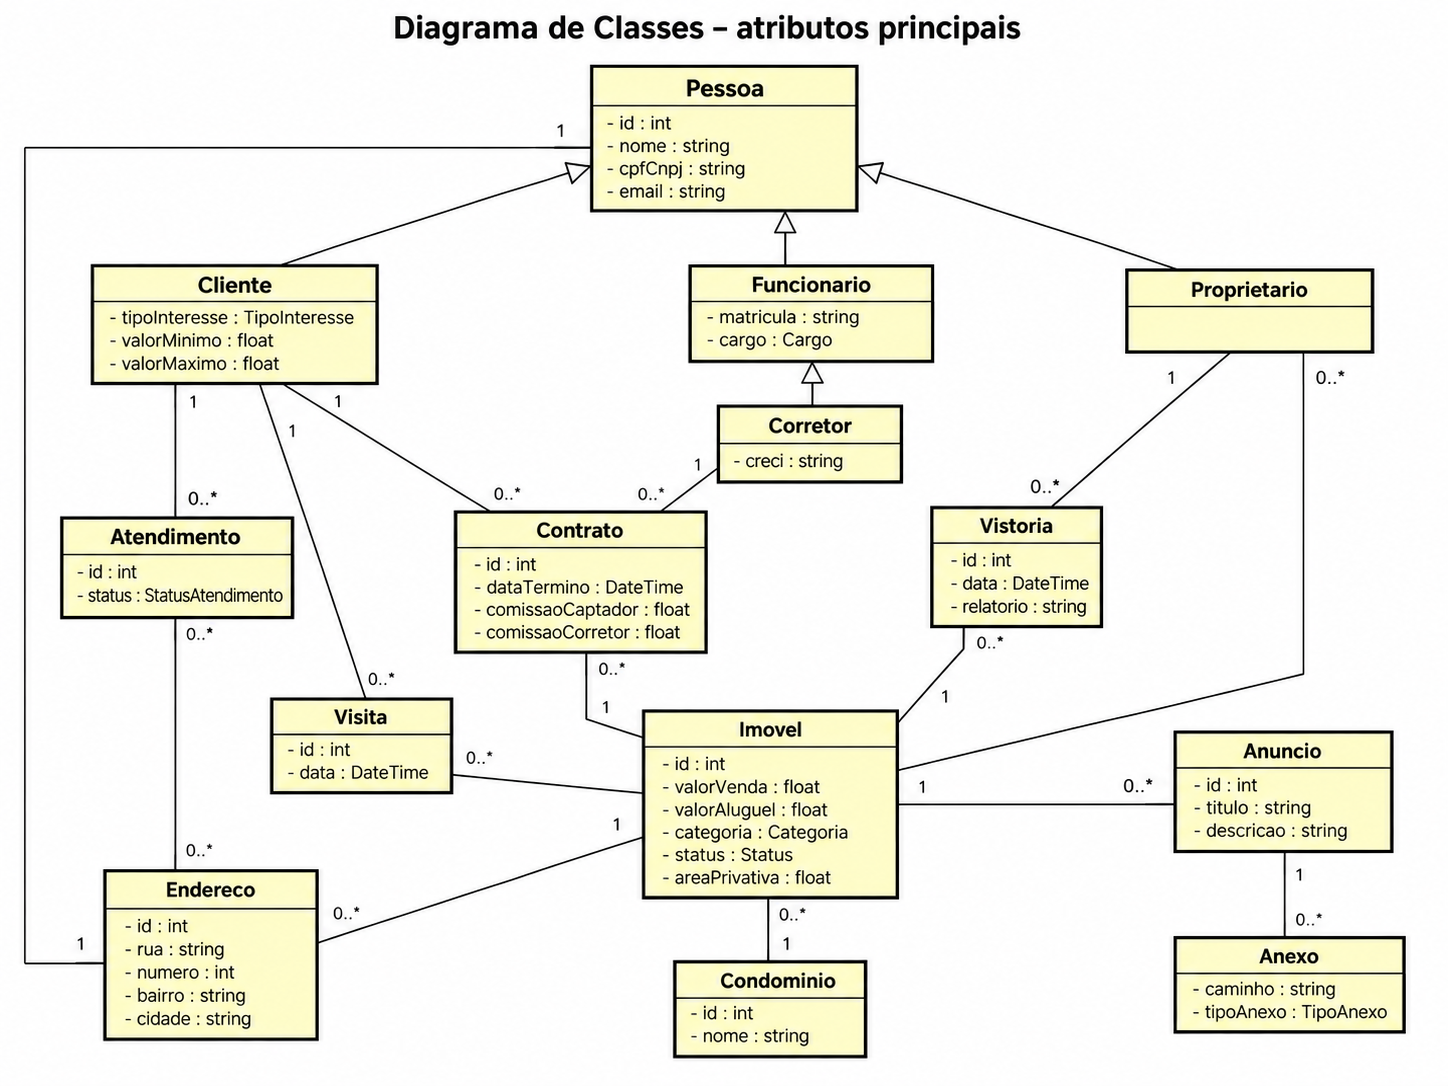 Diagrama de Classes – atributos principais
Pessoa
- id : int
- nome : string
- cpfCnpj : string
- email : string
1
Cliente
- tipoInteresse : TipoInteresse
- valorMinimo : float
- valorMaximo : float
Funcionario
- matricula : string
- cargo : Cargo
Proprietario
1
1
1
1
0..*
Corretor
- creci : string
1
0..*
0..*
0..*
0..*
Atendimento
- id : int
- status : StatusAtendimento
Contrato
- id : int
- dataTermino : DateTime
- comissaoCaptador : float
- comissaoCorretor : float
Vistoria
- id : int
- data : DateTime
- relatorio : string
0..*
0..*
0..*
0..*
1
1
Visita
- id : int
- data : DateTime
0..*
Imovel
- id : int
- valorVenda : float
- valorAluguel : float
- categoria : Categoria
- status : Status
- areaPrivativa : float
1
0..*
Anuncio
- id : int
- titulo : string
- descricao : string
1
0..*
0..*
1
Endereco
- id : int
- rua : string
- numero : int
- bairro : string
- cidade : string
0..*
1
Condominio
- id : int
- nome : string
1
0..*
Anexo
- caminho : string
- tipoAnexo : TipoAnexo